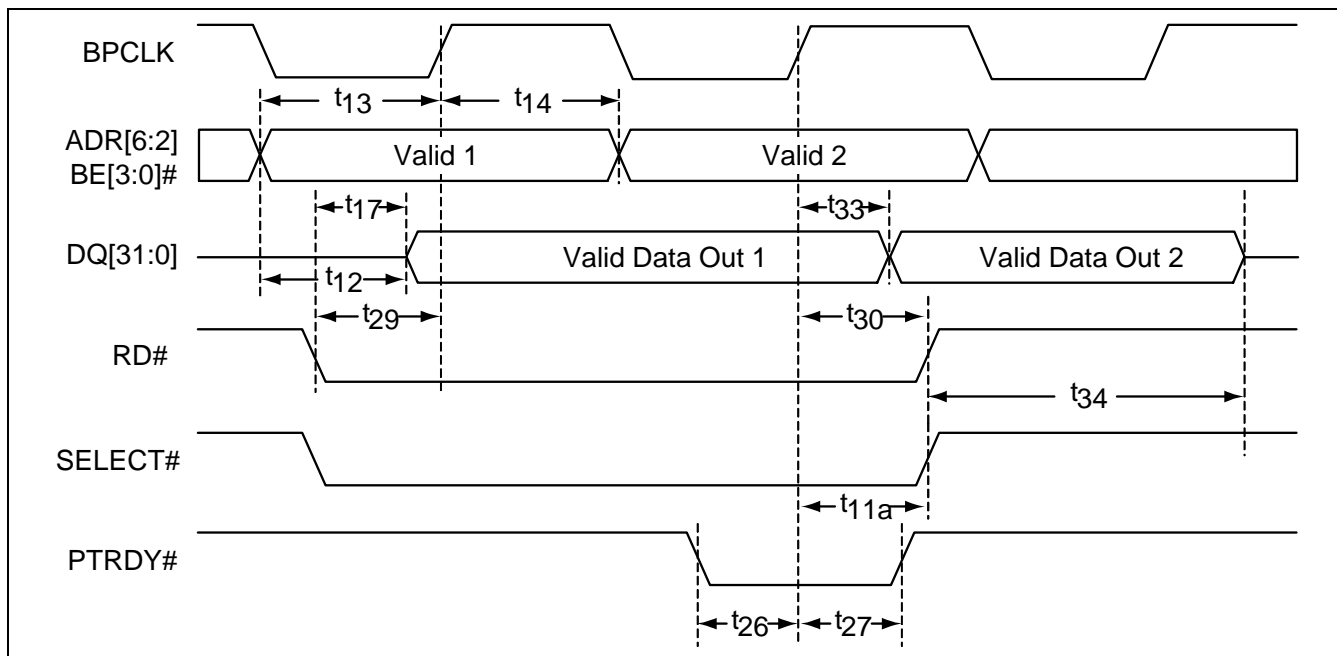 BPCLK
t13
t14
ADR[6:2]
BE[3:0]#
Valid 1
Valid 2
t17
t33
DQ[31:0]
Valid Data Out 1
Valid Data Out 2
t12
t29
t30
RD#
t34
SELECT#
t11a
PTRDY#
t26
t27